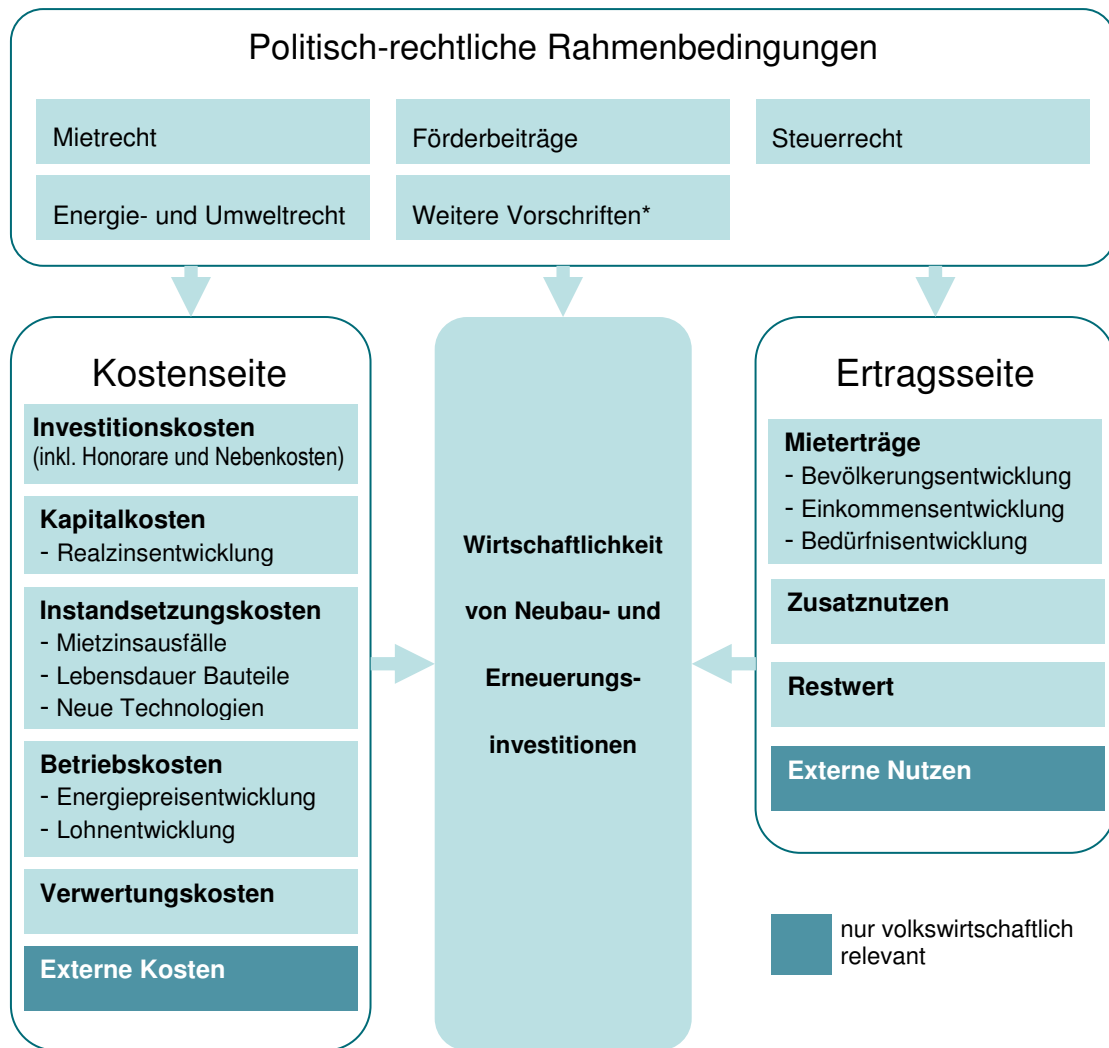 Politisch-rechtliche Rahmenbedingungen
Mietrecht
Förderbeiträge
Steuerrecht
Energie- und Umweltrecht
Weitere Vorschriften*
Kostenseite
Investitionskosten
(inkl. Honorare und Nebenkosten)
Kapitalkosten
- Realzinsentwicklung
Instandsetzungskosten
- Mietzinsausfälle
- Lebensdauer Bauteile
- Neue Technologien
Betriebskosten
- Energiepreisentwicklung
- Lohnentwicklung
Verwertungskosten
Externe Kosten
Wirtschaftlichkeit
von Neubau- und
Erneuerungs-
investitionen
Ertragsseite
Mieterträge
- Bevölkerungsentwicklung
- Einkommensentwicklung
- Bedürfnisentwicklung
Zusatznutzen
Restwert
Externe Nutzen
nur volkswirtschaftlich
relevant